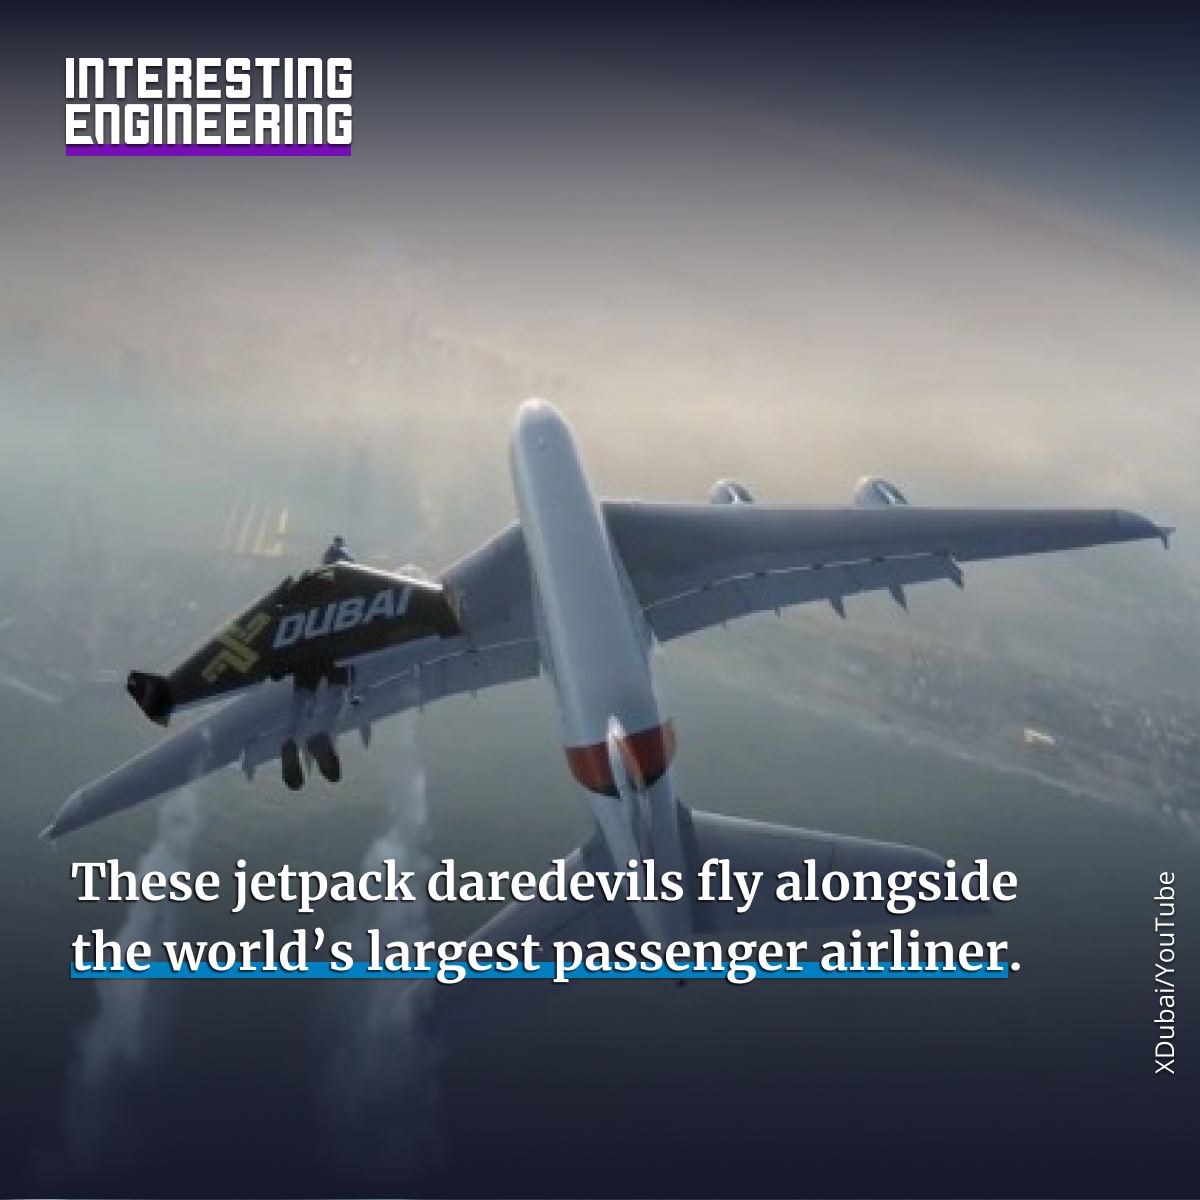 INTERESTING
ENGINEERING
DUBAI
These jetpack daredevils fly alongside
the world’s largest passenger airliner.
XDubai/YouTube